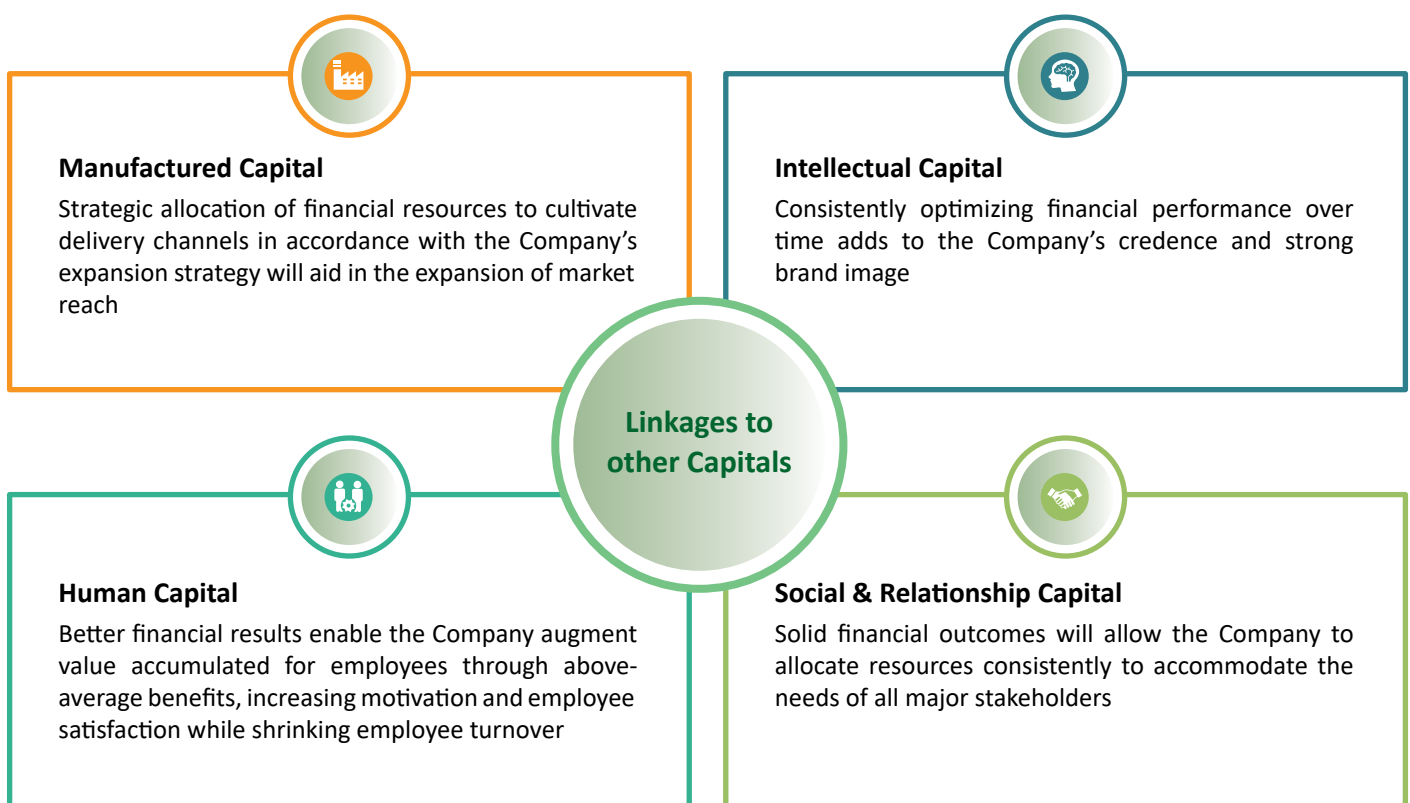 Manufactured Capital
Strategic allocation of financial resources to cultivate
delivery channels in accordance with the Company's
expansion strategy will aid in the expansion of market
reach
Intellectual Capital
Consistently optimizing financial performance over
time adds to the Company's credence and strong
brand image
Linkages to
other Capitals
Human Capital
Better financial results enable the Company augment
value accumulated for employees through above-
average benefits, increasing motivation and employee
satisfaction while shrinking employee turnover
Social & Relationship Capital
Solid financial outcomes will allow the Company to
allocate resources consistently to accommodate the
needs of all major stakeholders